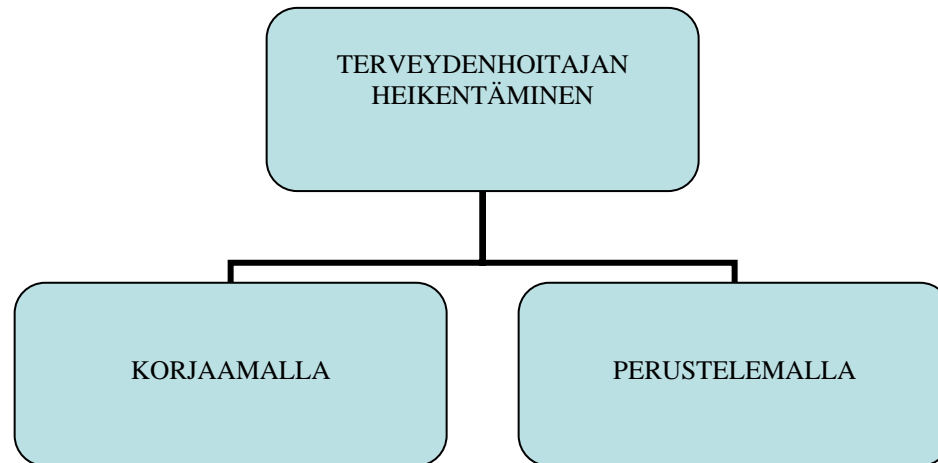 TERVEYDENHOITAJAN
HEIKENTÄMINEN
KORJAAMALLA
PERUSTELEMALLA